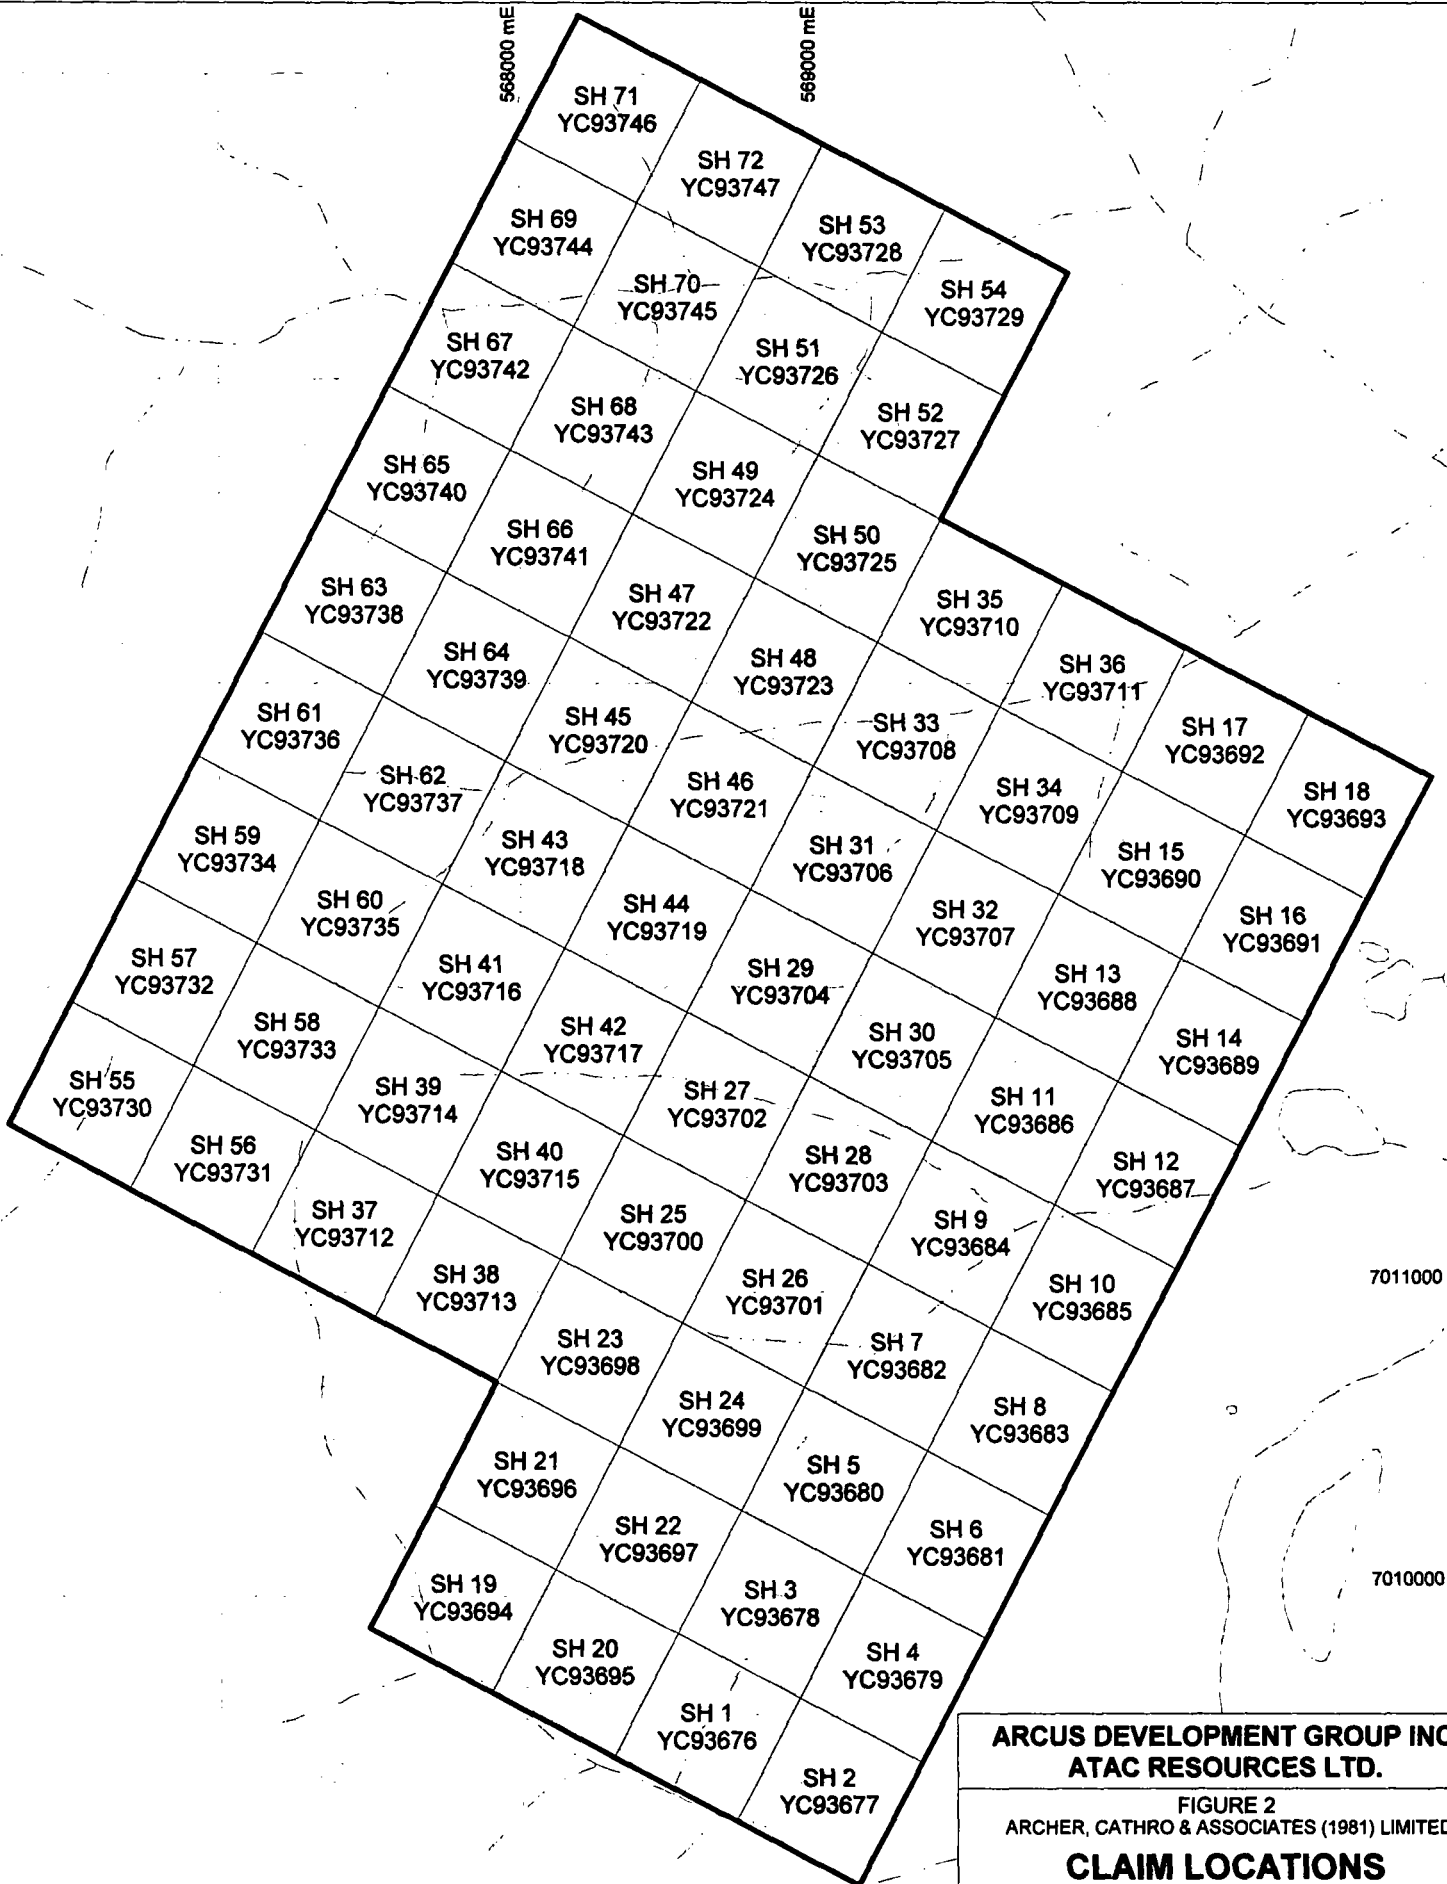 568000 mE
569000 mE
SH 71
YC93746
SH 72
YC93747
SH 69
YC93744
SH 53
YC93728
SH 70
YC93745
SH 54
YC93729
SH 67
YC93742
SH 51
YC93726
SH 68
YC93743
SH 52
YC93727
SH 65
YC93740
SH 49
YC93724
SH 66
YC93741
SH 50
YC93725
SH 63
YC93738
SH 47
YC93722
SH 35
YC93710
SH 64
YC93739
SH 48
YC93723
SH 36
YC93711
SH 61
YC93736
SH 45
YC93720
SH 33
YC93708
SH 17
YC93692
SH 62
YC93737
SH 46
YC93721
SH 34
YC93709
SH 18
YC93693
SH 59
YC93734
SH 43
YC93718
SH 31
YC93706
SH 15
YC93690
SH 60
YC93735
SH 44
YC93719
SH 32
YC93707
SH 16
YC93691
SH 57
YC93732
SH 41
YC93716
SH 29
YC93704
SH 13
YC93688
SH 58
YC93733
SH 42
YC93717
SH 30
YC93705
SH 14
YC93689
SH 55
YC93730
SH 39
YC93714
SH 27
YC93702
SH 11
YC93686
SH 56
YC93731
SH 40
YC93715
SH 28
YC93703
SH 12
YC93687
SH 37
YC93712
SH 25
YC93700
SH 9
YC93684
SH 38
YC93713
SH 26
YC93701
SH 10
YC93685
7011000
SH 23
YC93698
SH 7
YC93682
SH 24
YC93699
SH 8
YC93683
SH 21
YC93696
SH 5
YC93680
SH 22
YC93697
SH 6
YC93681
7010000
SH 19
YC93694
SH 3
YC93678
SH 20
YC93695
SH 4
YC93679
SH 1
YC93676
SH 2
YC93677
ARCUS DEVELOPMENT GROUP INC
ATAC RESOURCES LTD.
FIGURE 2
ARCHER, CATHRO & ASSOCIATES (1981) LIMITED
CLAIM LOCATIONS